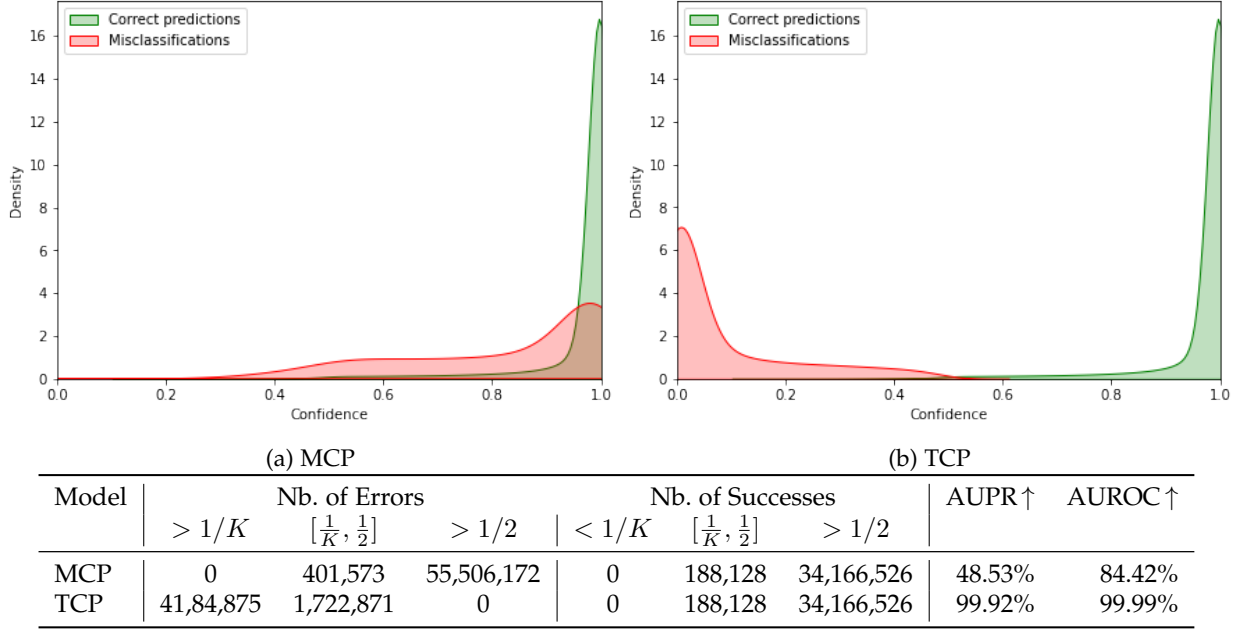 Correct predictions
Misclassifications
16
14
12
10
8
6
4
2
0
Density
0.0 0.2 0.4 0.6 0.8 1.0
Confidence
(a) MCP
Correct predictions
Misclassifications
16
14
12
10
8
6
4
2
0
Density
0.0 0.2 0.4 0.6 0.8 1.0
Confidence
(b) TCP
Model Nb. of Errors Nb. of Successes AUPR ↑ AUROC ↑
> 1/K [1/K, 1/2] > 1/2 < 1/K [1/K, 1/2] > 1/2
MCP 0 401,573 55,506,172 0 188,128 34,166,526 48.53% 84.42%
TCP 41,84,875 1,722,871 0 0 188,128 34,166,526 99.92% 99.99%